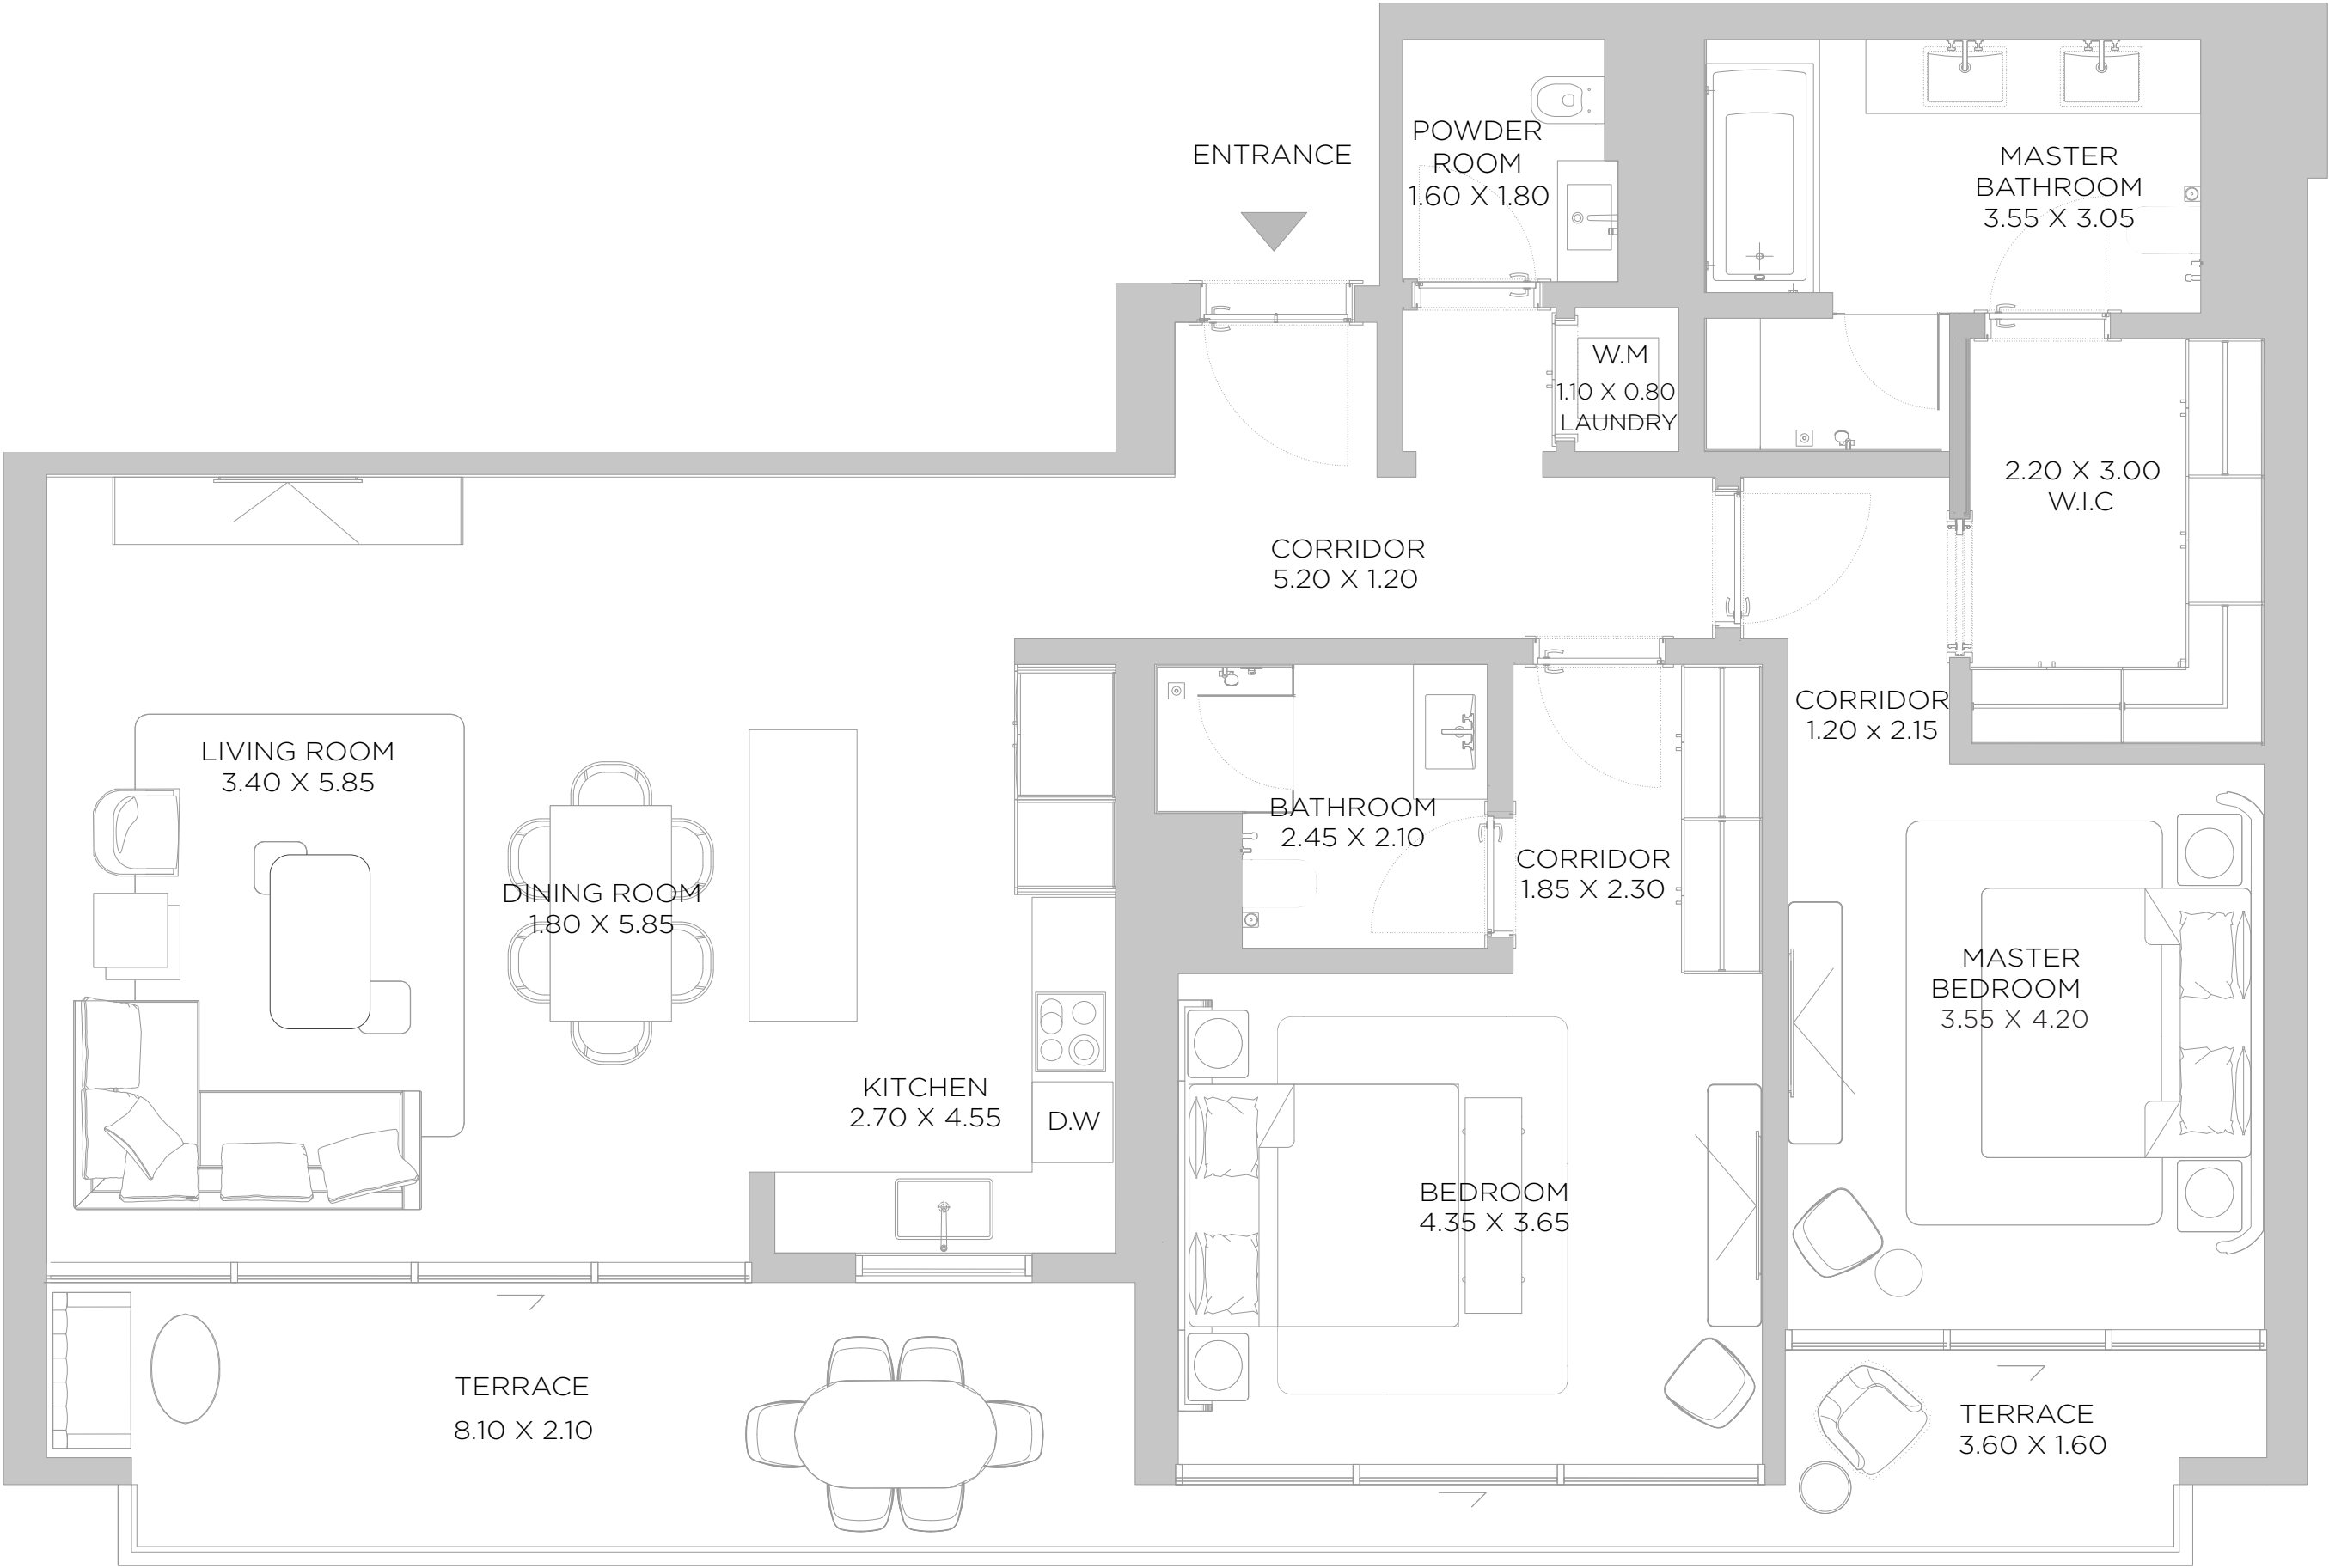 ENTRANCE
POWDER
ROOM
1.60 X 1.80
MASTER
BATHROOM
3.55 X 3.05
W.M
1.10 X 0.80
LAUNDRY
2.20 X 3.00
W.I.C
CORRIDOR
5.20 X 1.20
CORRIDOR
1.20 x 2.15
LIVING ROOM
3.40 X 5.85
DINING ROOM
1.80 X 5.85
BATHROOM
2.45 X 2.10
CORRIDOR
1.85 X 2.30
MASTER
BEDROOM
3.55 X 4.20
KITCHEN
2.70 X 4.55
D.W
BEDROOM
4.35 X 3.65
TERRACE
8.10 X 2.10
TERRACE
3.60 X 1.60